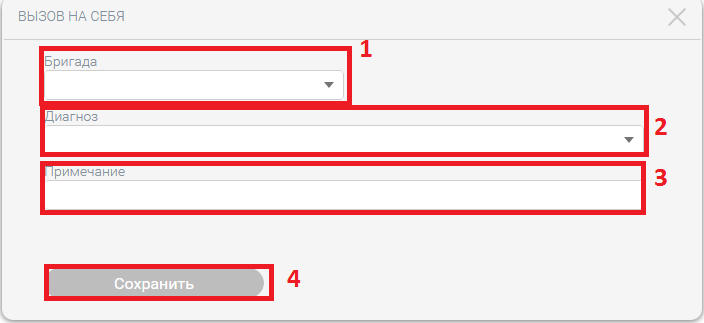 ВЫЗОВ НА СЕБЯ
1
Бригада
Диагноз
2
Примечание
3
Сохранить
4